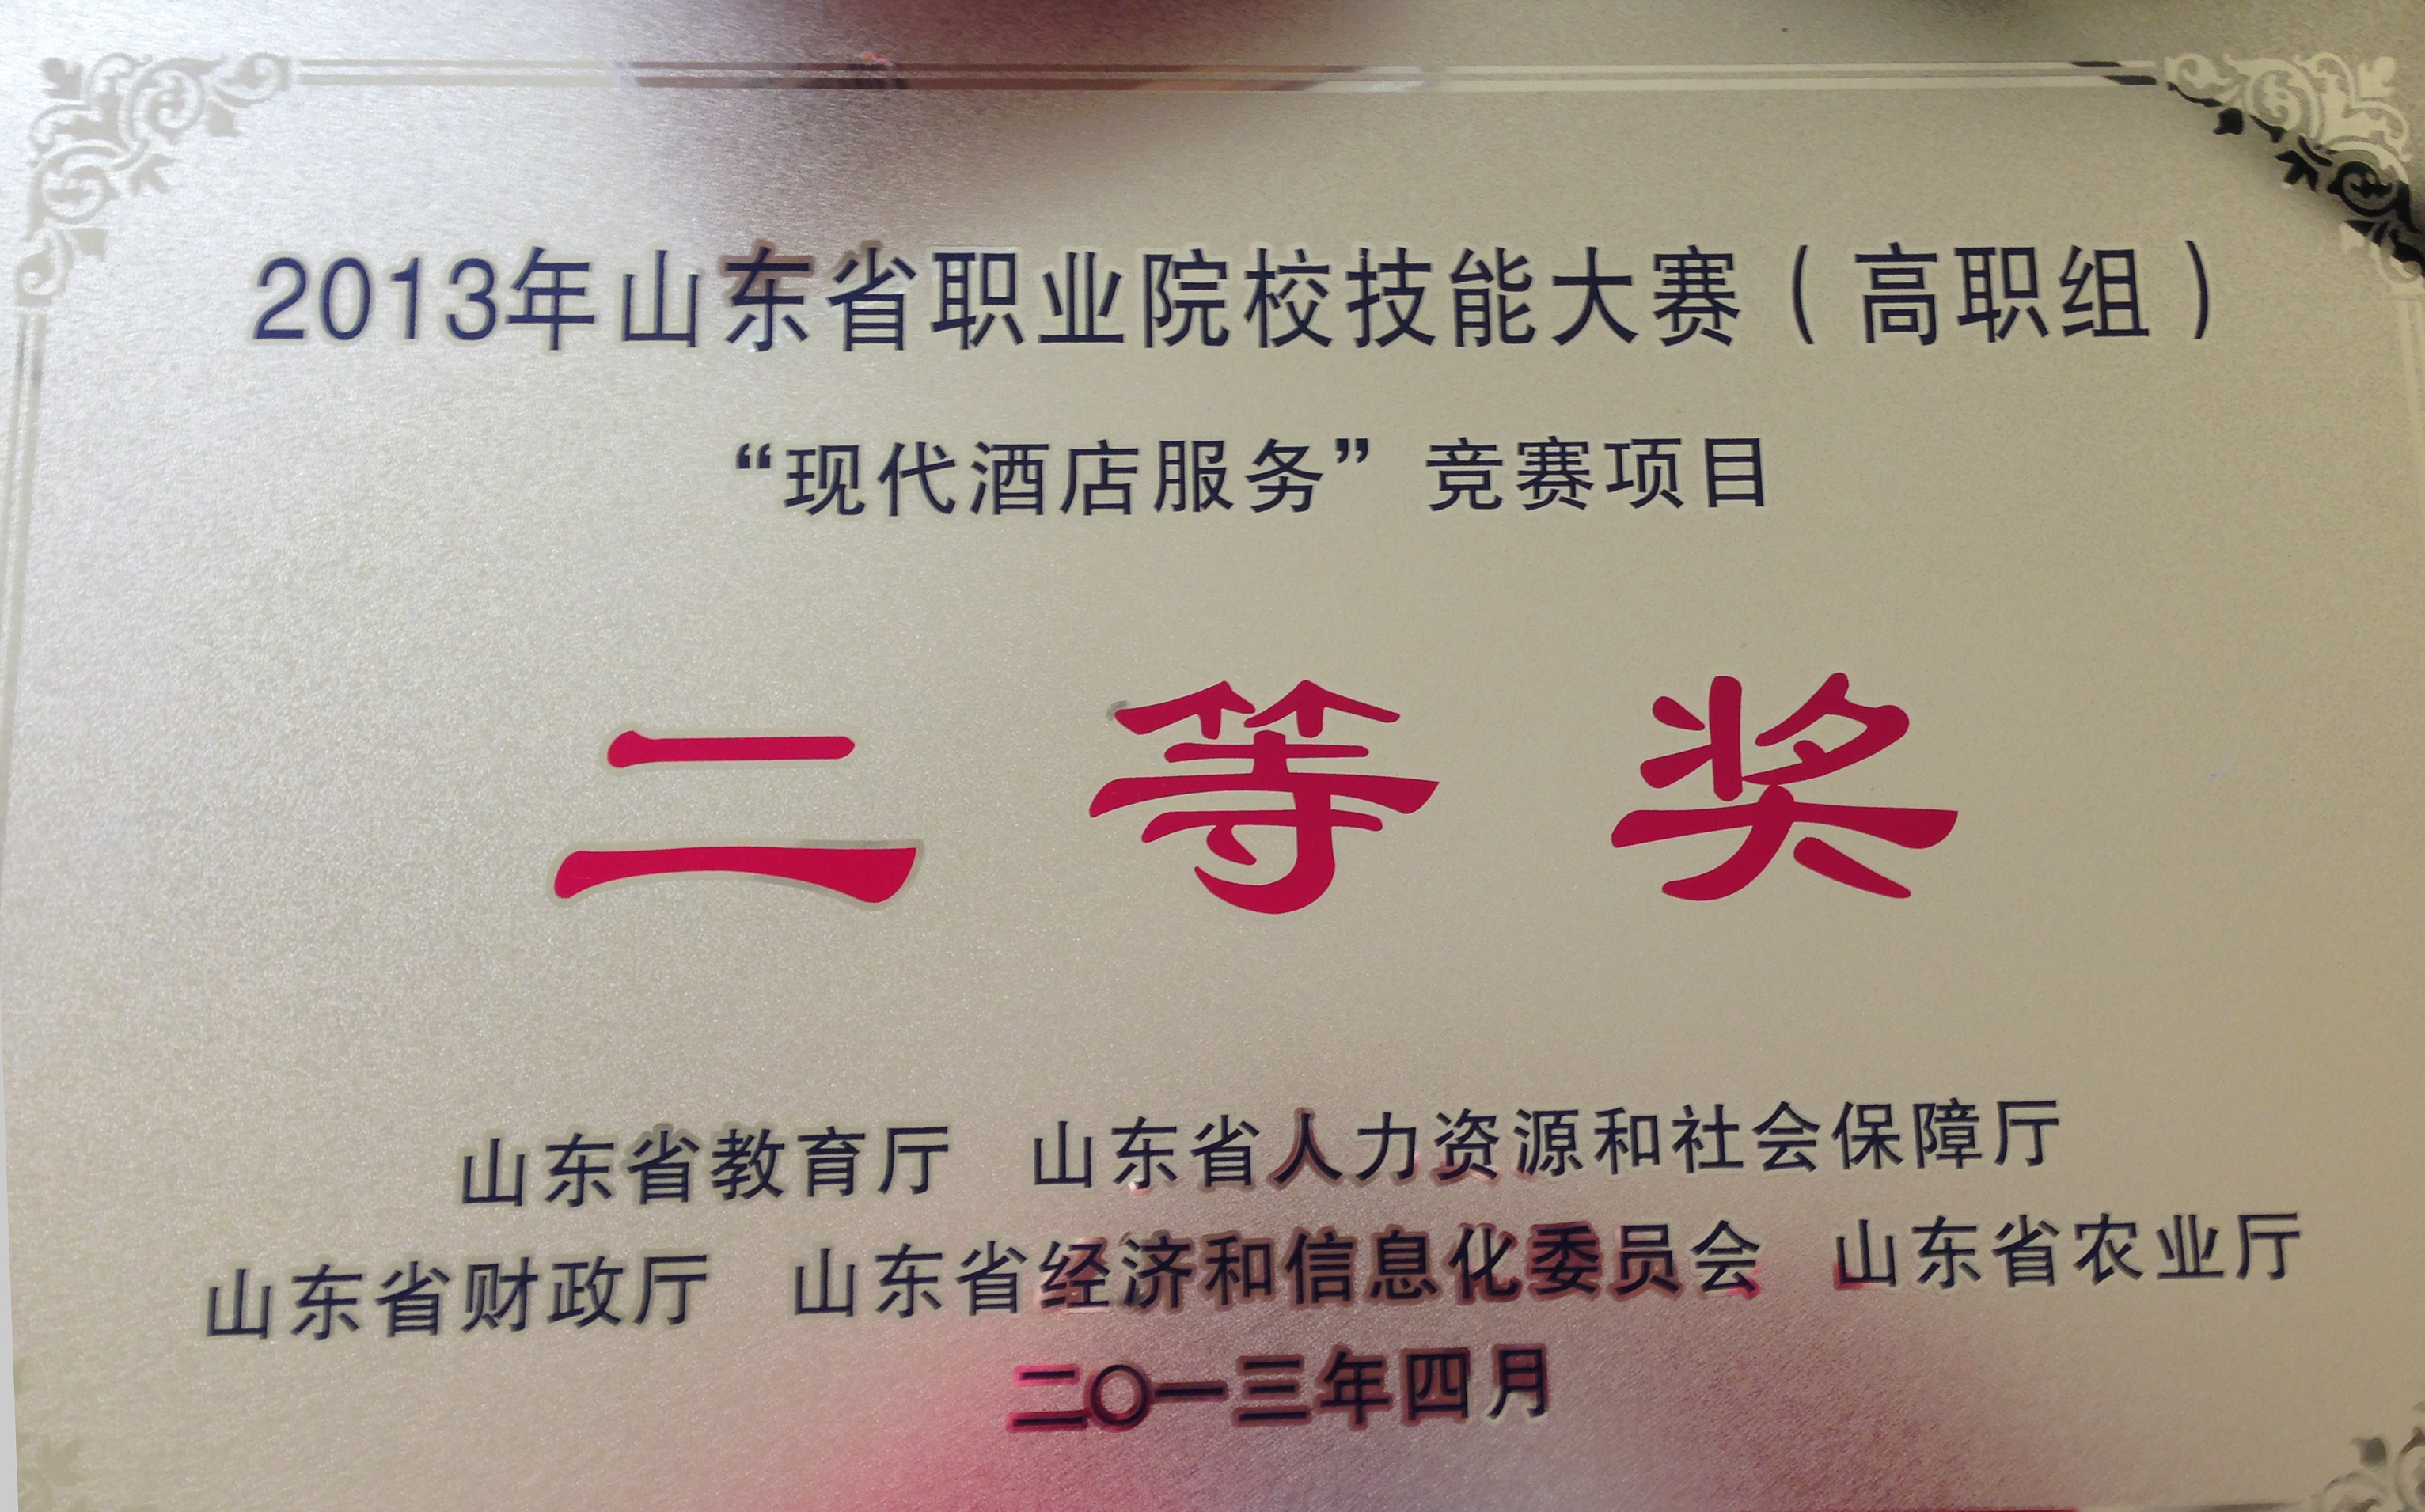 2013年山东省职业院校技能大赛（高职组）
“现代酒店服务”竞赛项目
二等奖
山东省教育厅 山东省人力资源和社会保障厅
山东省财政厅 山东省经济和信息化委员会 山东省农业厅
二〇一三年四月